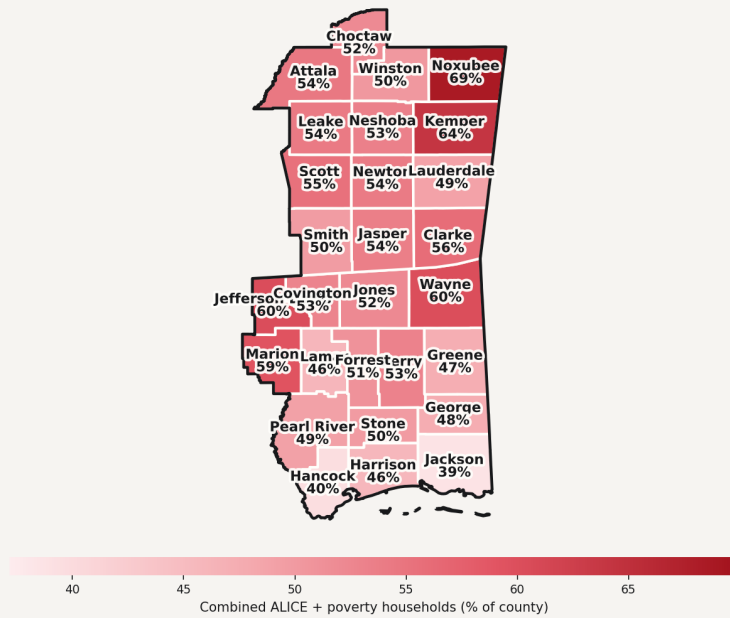 Choctaw
52%
Attala
54%
Winston
50%
Noxubee
69%
Leake
54%
Neshoba
53%
Kemper
64%
Scott
55%
Newton
54%
Lauderdale
49%
Smith
50%
Jasper
54%
Clarke
56%
Jefferson
60%
Covington
53%
Jones
52%
Wayne
60%
Marion
59%
Lam
46%
Forrest
51%
erry
53%
Greene
47%
George
48%
Pearl River
49%
Stone
50%
Hancock
40%
Harrison
46%
Jackson
39%
40 45 50 55 60 65
Combined ALICE + poverty households (% of county)